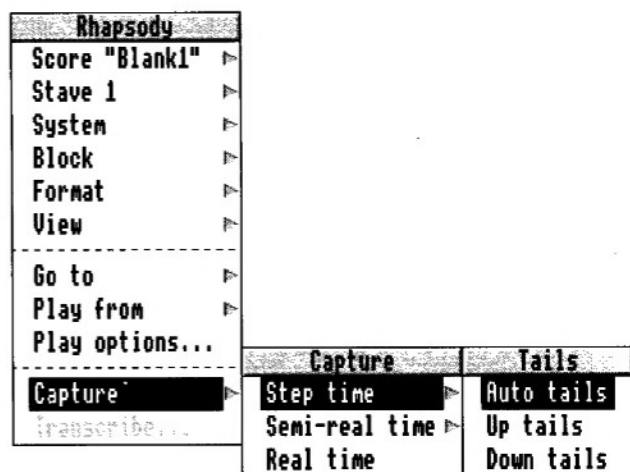 Rhapsody
Score "Blank1"
Stave 1
System
Block
Format
View
Go to
Play from
Play options...
Capture
Transcribe...
Capture
Step time
Semi-real time
Real time
Tails
Auto tails
Up tails
Down tails